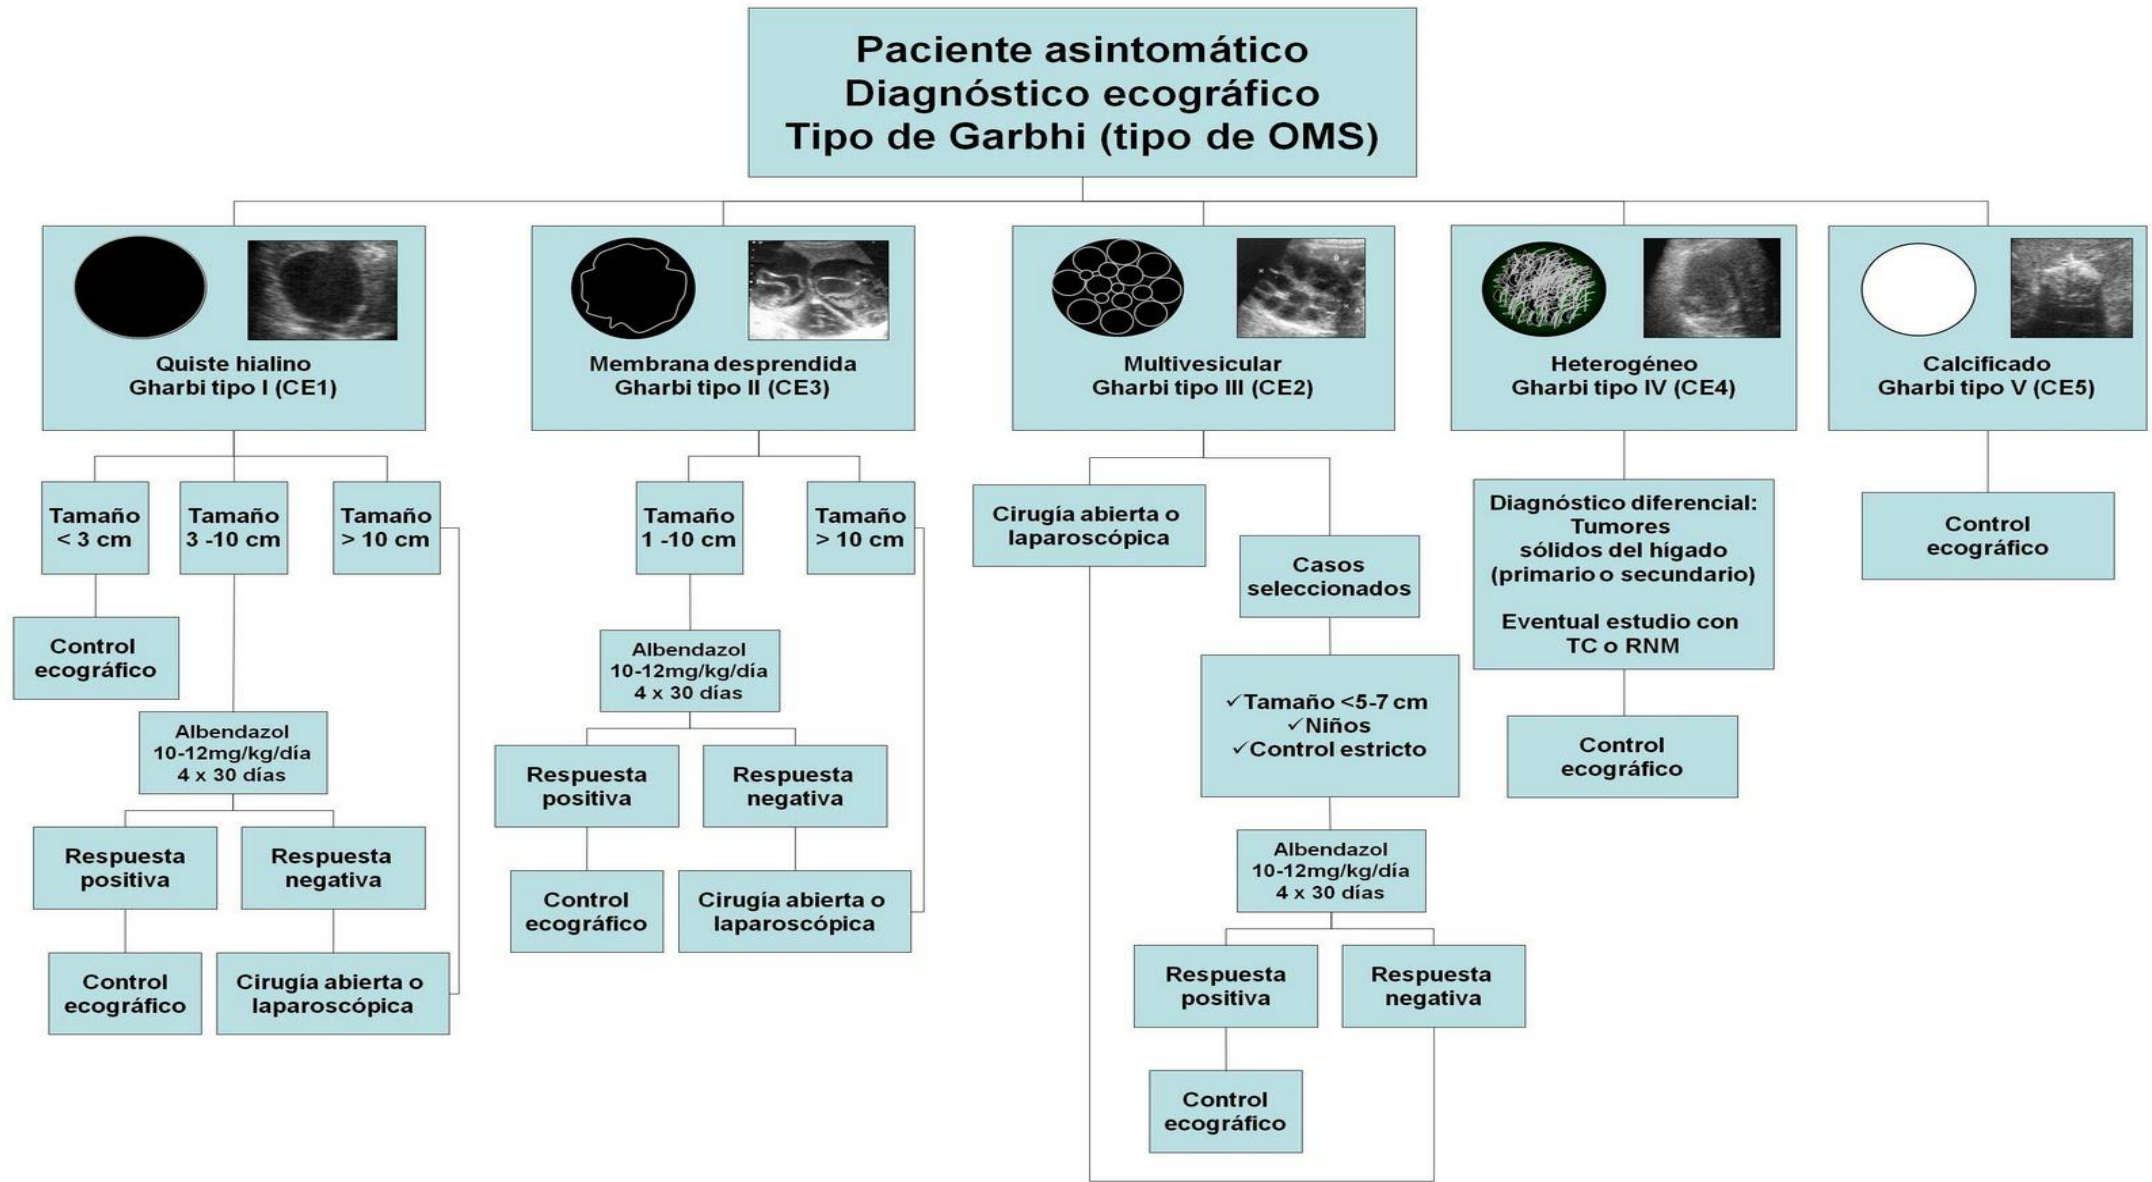 Paciente asintomático
Diagnóstico ecográfico
Tipo de Garbhi (tipo de OMS)
Quiste hialino
Gharbi tipo I (CE1)
Tamaño
< 3 cm
Control
ecográfico
Tamaño
3 -10 cm
Albendazol
10-12mg/kg/día
4 x 30 días
Respuesta
positiva
Control
ecográfico
Respuesta
negativa
Cirugía abierta o
laparoscópica
Tamaño
> 10 cm
Membrana desprendida
Gharbi tipo II (CE3)
Tamaño
1 -10 cm
Albendazol
10-12mg/kg/día
4 x 30 días
Respuesta
positiva
Control
ecográfico
Respuesta
negativa
Cirugía abierta o
laparoscópica
Tamaño
> 10 cm
Multivesicular
Gharbi tipo III (CE2)
Cirugía abierta o
laparoscópica
Casos
seleccionados
✓Tamaño <5-7 cm
✓Niños
✓Control estricto
Albendazol
10-12mg/kg/día
4 x 30 días
Respuesta
positiva
Control
ecográfico
Respuesta
negativa
Heterogéneo
Gharbi tipo IV (CE4)
Diagnóstico diferencial:
Tumores
sólidos del hígado
(primario o secundario)
Eventual estudio con
TC o RNM
Control
ecográfico
Calcificado
Gharbi tipo V (CE5)
Control
ecográfico